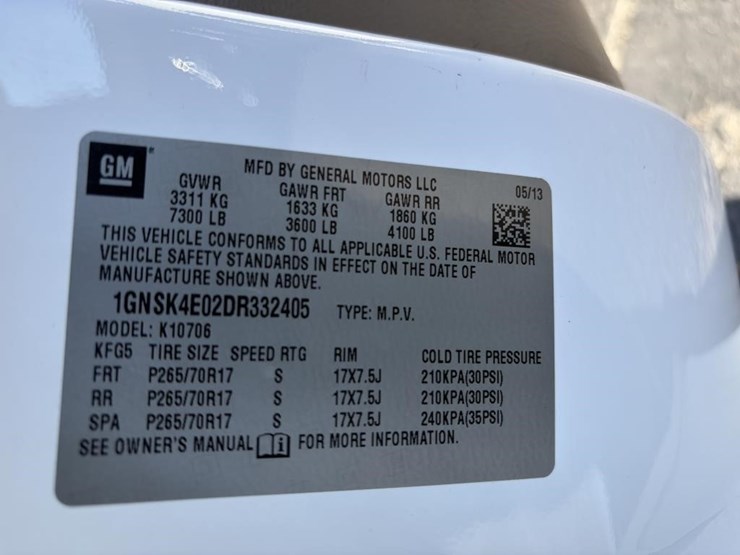 GM
MFD BY GENERAL MOTORS LLC 05/13
GVWR GAWR FRT GAWR RR
3311 KG 1633 KG 1860 KG
7300 LB 3600 LB 4100 LB
THIS VEHICLE CONFORMS TO ALL APPLICABLE U.S. FEDERAL MOTOR
VEHICLE SAFETY STANDARDS IN EFFECT ON THE DATE OF
MANUFACTURE SHOWN ABOVE.
1GNSK4E02DR332405 TYPE: M.P.V.
MODEL: K10706
KFG5 TIRE SIZE SPEED RTG RIM COLD TIRE PRESSURE
FRT P265/70R17 S 17X7.5J 210KPA(30PSI)
RR P265/70R17 S 17X7.5J 210KPA(30PSI)
SPA P265/70R17 S 17X7.5J 240KPA(35PSI)
SEE OWNER'S MANUAL i FOR MORE INFORMATION.